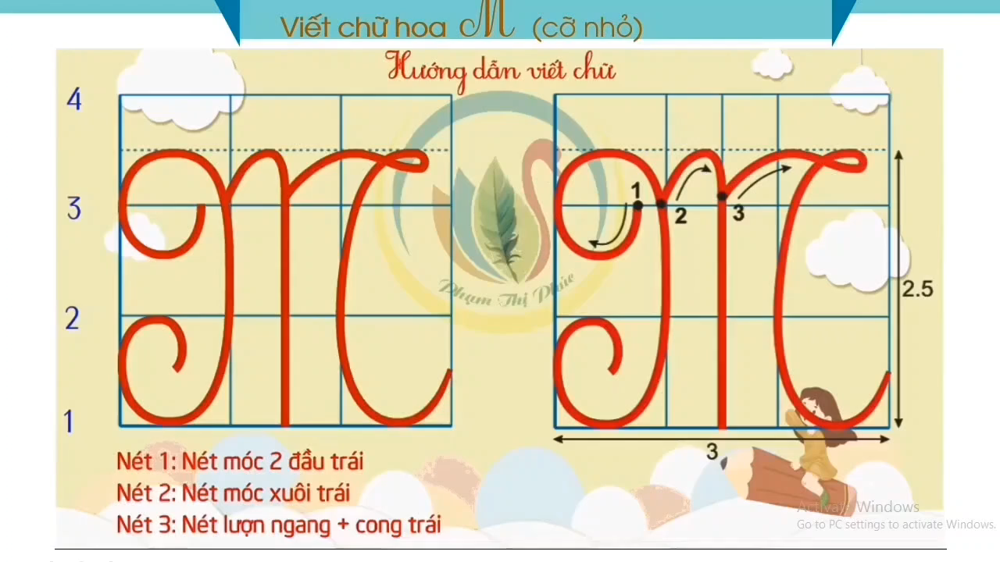 Viết chữ hoa M (cỡ nhỏ)
Hướng dẫn viết chữ
4
3
2
1
1
2
3
2.5
3
Phạm Thị Phúc
Nét 1: Nét móc 2 đầu trái
Nét 2: Nét móc xuôi trái
Nét 3: Nét lượn ngang + cong trái
Activate Windows
Go to PC settings to activate Windows.